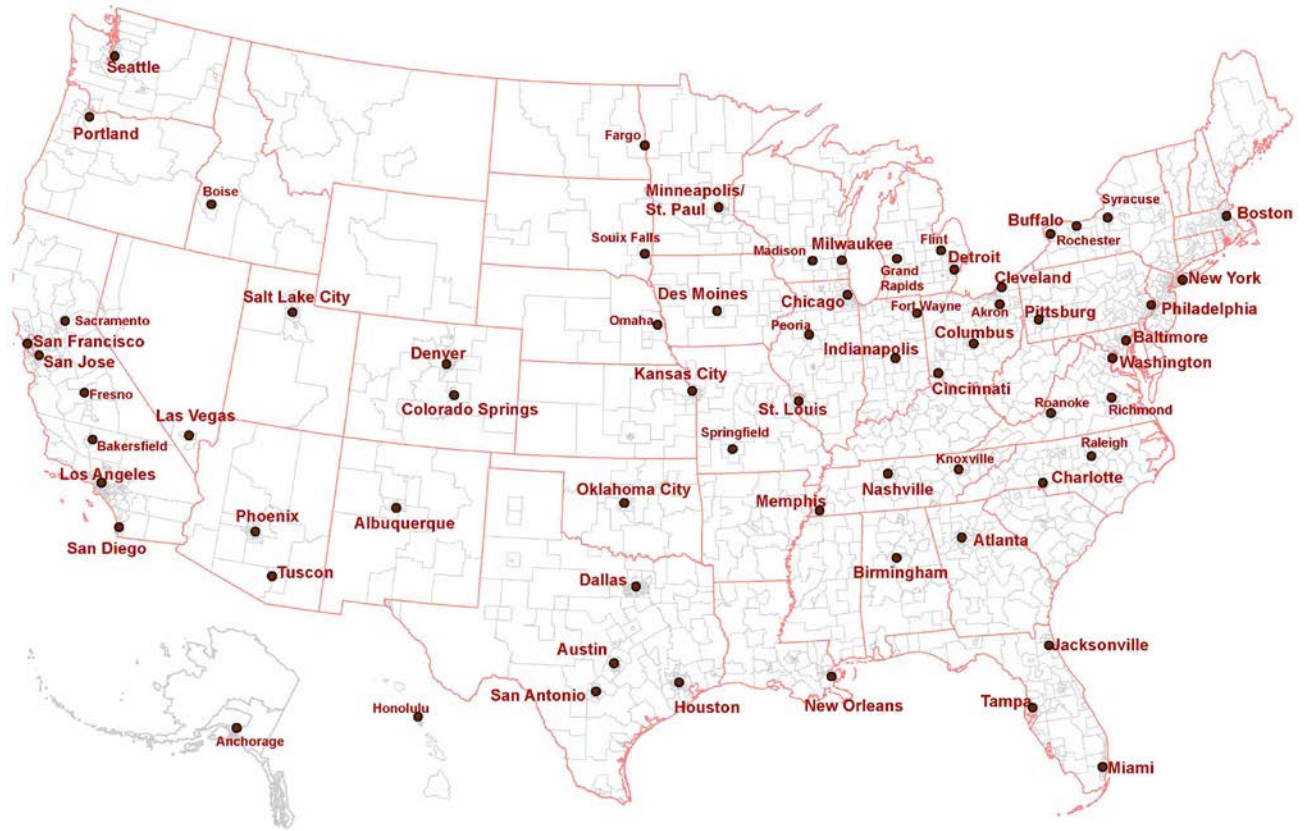 Seattle
Portland
Fargo
Boise
Minneapolis/
St. Paul
Syracuse
Buffalo
Boston
Rochester
Souix Falls
Madison
Milwaukee
Flint
Detroit
Grand
Rapids
Cleveland
New York
Salt Lake City
Des Moines
Chicago
Fort Wayne
Akron
Pittsburg
Philadelphia
Sacramento
Omaha
Peoria
Columbus
Baltimore
San Francisco
San Jose
Denver
Indianapolis
Washington
Kansas City
Cincinnati
Fresno
Colorado Springs
St. Louis
Roanoke
Richmond
Las Vegas
Bakersfield
Springfield
Raleigh
Knoxville
Los Angeles
Oklahoma City
Nashville
Charlotte
Memphis
Phoenix
Albuquerque
San Diego
Atlanta
Tuscon
Dallas
Birmingham
Austin
Jacksonville
San Antonio
Honolulu
Houston
New Orleans
Tampa
Anchorage
Miami